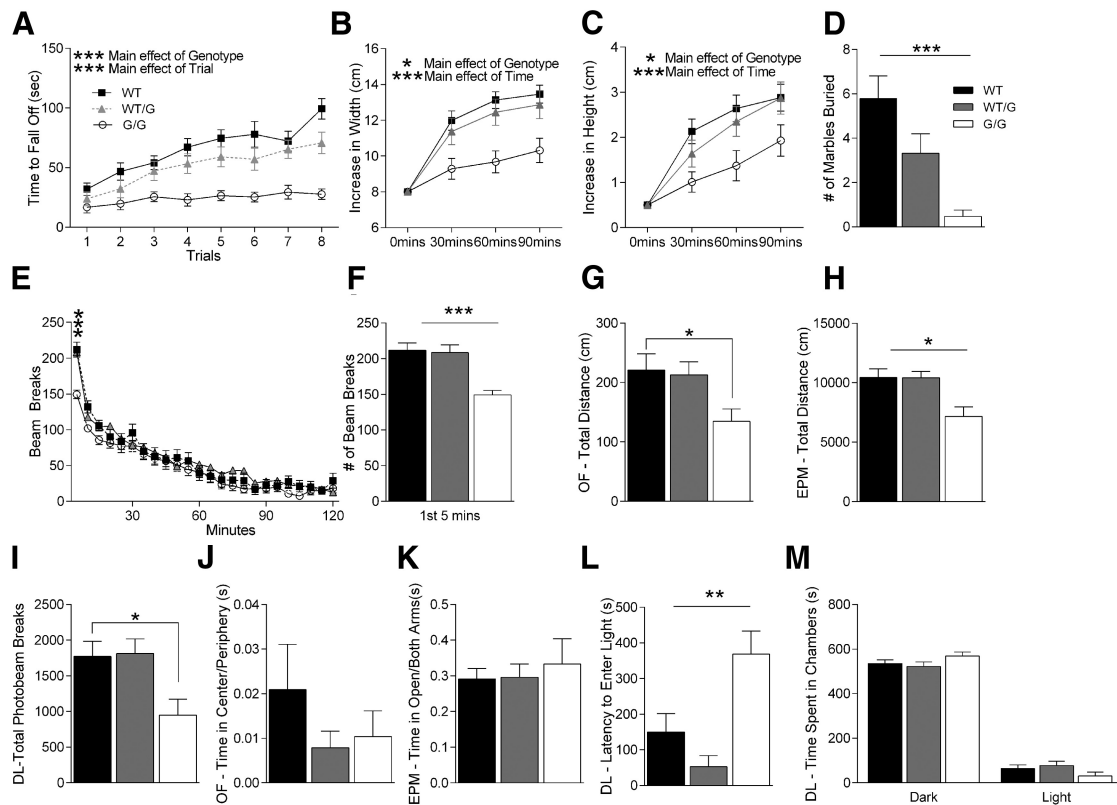 A
Time to Fall Off (sec)
150
100
50
0
*** Main effect of Genotype
*** Main effect of Trial
WT
WT/G
G/G
1 2 3 4 5 6 7 8
Trials
B
Increase in Width (cm)
16
14
12
10
8
6
* Main effect of Genotype
*** Main effect of Time
0mins 30mins 60mins 90mins
C
Increase in Height (cm)
4
3
2
1
0
* Main effect of Genotype
*** Main effect of Time
0mins 30mins 60mins 90mins
D
# of Marbles Buried
8
6
4
2
0
***
WT
WT/G
G/G
E
Beam Breaks
250
200
150
100
50
0
***
30 60 90 120
Minutes
F
# of Beam Breaks
250
200
150
100
50
0
***
1st 5 mins
G
OF - Total Distance (cm)
300
200
100
0
*
H
EPM - Total Distance (cm)
15000
10000
5000
0
*
I
DL-Total Photobeam Breaks
2500
2000
1500
1000
500
0
*
J
OF - Time in Center/Periphery (s)
0.04
0.03
0.02
0.01
0.00
K
EPM - Time in Open/Both Arms(s)
0.5
0.4
0.3
0.2
0.1
0.0
L
DL - Latency to Enter Light (s)
500
400
300
200
100
0
**
M
DL - Time Spent in Chambers (s)
800
600
400
200
0
Dark Light